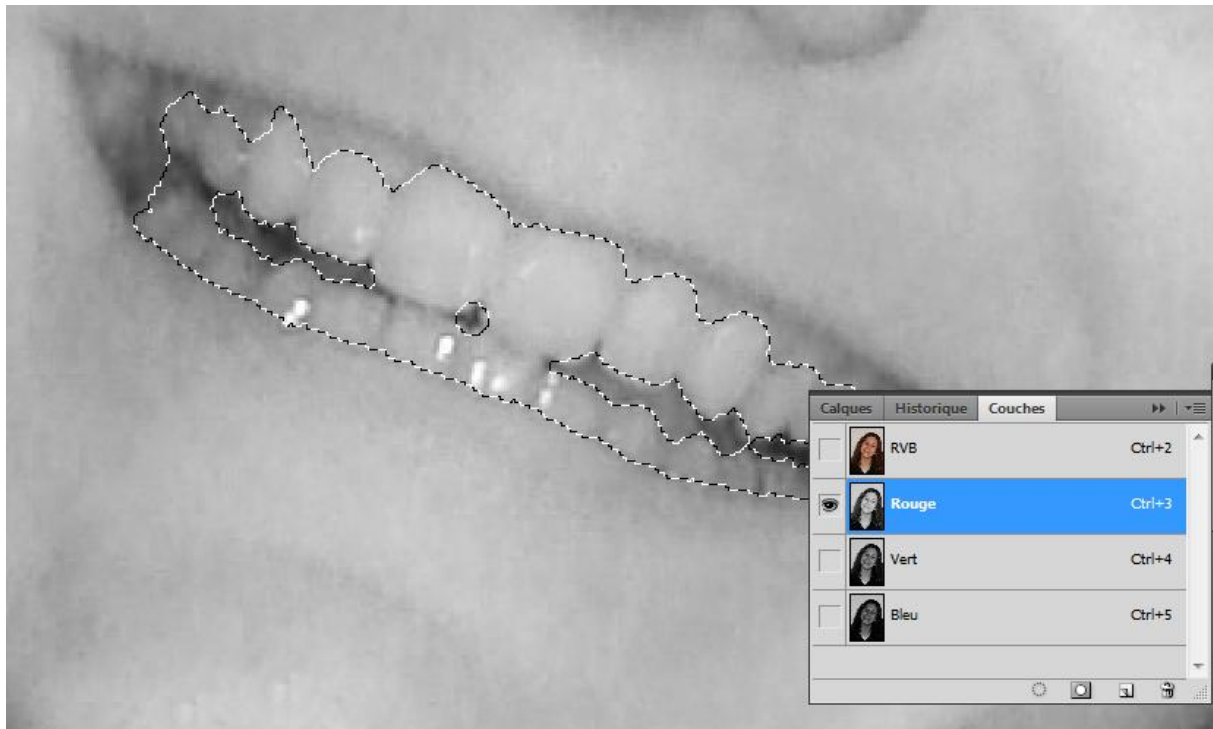 Calques Historique Couches
RVB Ctrl+2
Rouge Ctrl+3
Vert Ctrl+4
Bleu Ctrl+5